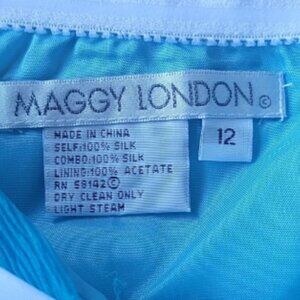 MAGGY LONDON©
12
MADE IN CHINA
SELF:100% SILK
COMBO:100% SILK
LINING:100% ACETATE
RN 58142©
DRY CLEAN ONLY
LIGHT STEAM